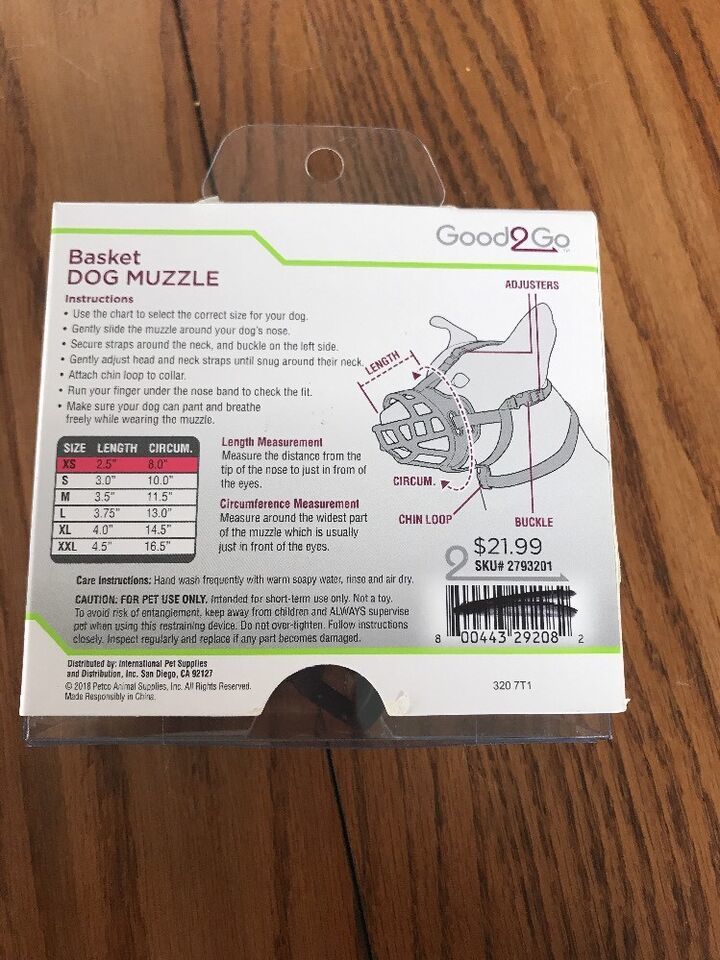 Good2Go™
Basket
DOG MUZZLE
Instructions
• Use the chart to select the correct size for your dog.
• Gently slide the muzzle around your dog's nose.
• Secure straps around the neck, and buckle on the left side.
• Gently adjust head and neck straps until snug around their neck.
• Attach chin loop to collar.
• Run your finger under the nose band to check the fit.
• Make sure your dog can pant and breathe
freely while wearing the muzzle.
ADJUSTERS
LENGTH
CIRCUM.
CHIN LOOP
BUCKLE
SIZE LENGTH CIRCUM.
XS 2.5" 8.0"
S 3.0" 10.0"
M 3.5" 11.5"
L 3.75" 13.0"
XL 4.0" 14.5"
XXL 4.5" 16.5"
Length Measurement
Measure the distance from the
tip of the nose to just in front of
the eyes.
Circumference Measurement
Measure around the widest part
of the muzzle which is usually
just in front of the eyes.
2 $21.99
SKU# 2793201
8 00443 29208 2
Care Instructions: Hand wash frequently with warm soapy water, rinse and air dry.
CAUTION: FOR PET USE ONLY. Intended for short-term use only. Not a toy.
To avoid risk of entanglement, keep away from children and ALWAYS supervise
pet when using this restraining device. Do not over-tighten. Follow instructions
closely. Inspect regularly and replace if any part becomes damaged.
Distributed by: International Pet Supplies
and Distribution, Inc. San Diego, CA 92127
© 2018 Petco Animal Supplies, Inc. All Rights Reserved.
Made Responsibly in China.
320 7T1